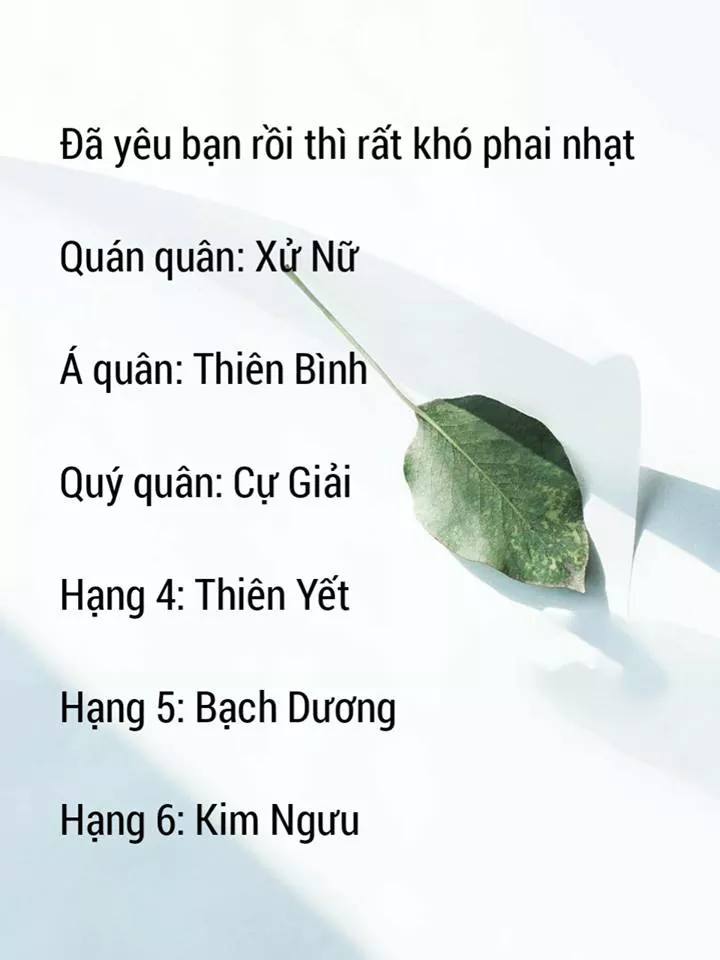 Đã yêu bạn rồi thì rất khó phai nhạt
Quán quân: Xử Nữ
Á quân: Thiên Bình
Quý quân: Cự Giải
Hạng 4: Thiên Yết
Hạng 5: Bạch Dương
Hạng 6: Kim Ngưu